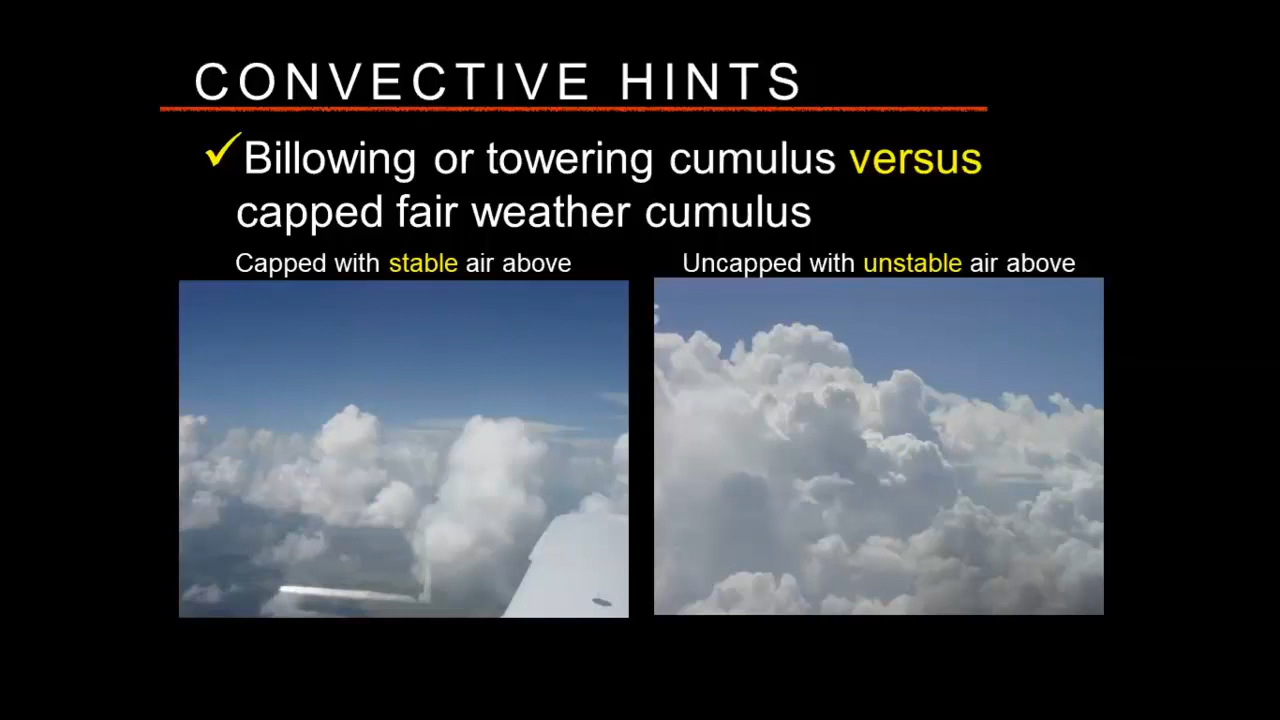 CONVECTIVE HINTS
✓Billowing or towering cumulus versus
capped fair weather cumulus
Capped with stable air above
Uncapped with unstable air above